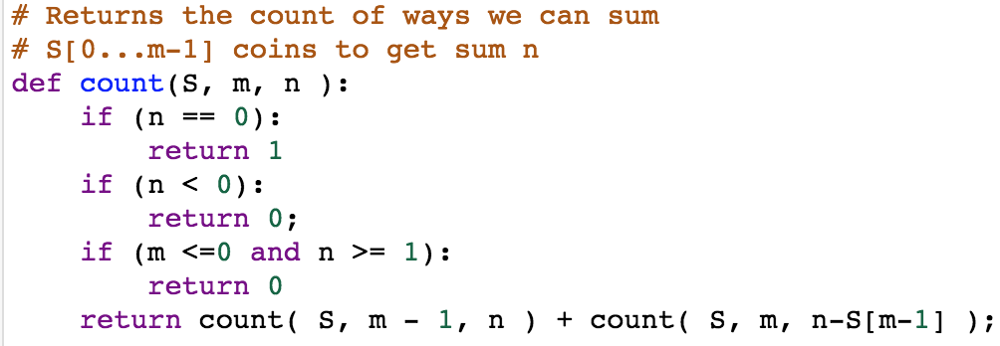 # Returns the count of ways we can sum
# S[0...m-1] coins to get sum n
def count(S, m, n ):
    if (n == 0):
        return 1
    if (n < 0):
        return 0;
    if (m <=0 and n >= 1):
        return 0
    return count( S, m - 1, n ) + count( S, m, n-S[m-1] );